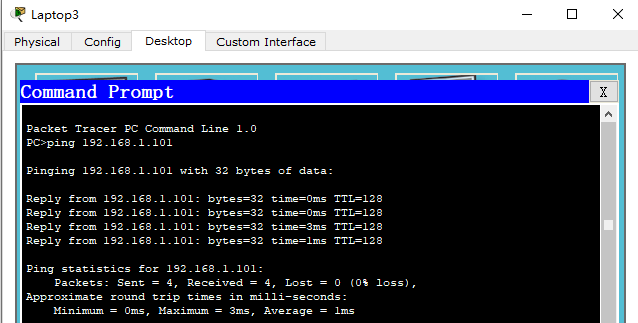 Laptop3
Physical Config Desktop Custom Interface
Command Prompt X
Packet Tracer PC Command Line 1.0
PC>ping 192.168.1.101
Pinging 192.168.1.101 with 32 bytes of data:
Reply from 192.168.1.101: bytes=32 time=0ms TTL=128
Reply from 192.168.1.101: bytes=32 time=0ms TTL=128
Reply from 192.168.1.101: bytes=32 time=3ms TTL=128
Reply from 192.168.1.101: bytes=32 time=1ms TTL=128
Ping statistics for 192.168.1.101:
Packets: Sent = 4, Received = 4, Lost = 0 (0% loss),
Approximate round trip times in milli-seconds:
Minimum = 0ms, Maximum = 3ms, Average = 1ms